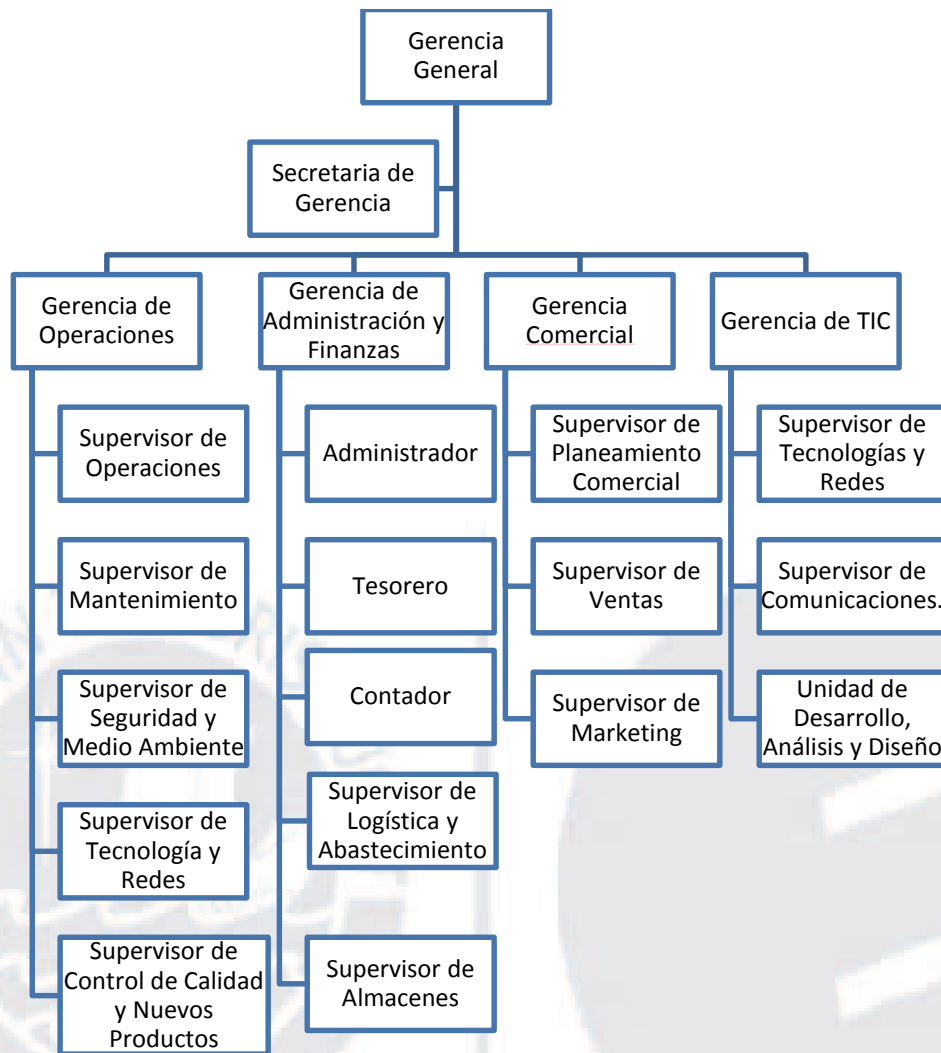 Gerencia
General
Secretaria de
Gerencia
Gerencia de
Operaciones
Gerencia de
Administración y
Finanzas
Gerencia
Comercial
Gerencia de TIC
Supervisor de
Operaciones
Supervisor de
Mantenimiento
Supervisor de
Seguridad y
Medio Ambiente
Supervisor de
Tecnología y
Redes
Supervisor de
Control de Calidad
y Nuevos
Productos
Administrador
Tesorero
Contador
Supervisor de
Logística y
Abastecimiento
Supervisor de
Almacenes
Supervisor de
Planeamiento
Comercial
Supervisor de
Ventas
Supervisor de
Marketing
Supervisor de
Tecnologías y
Redes
Supervisor de
Comunicaciones.
Unidad de
Desarrollo,
Análisis y Diseño